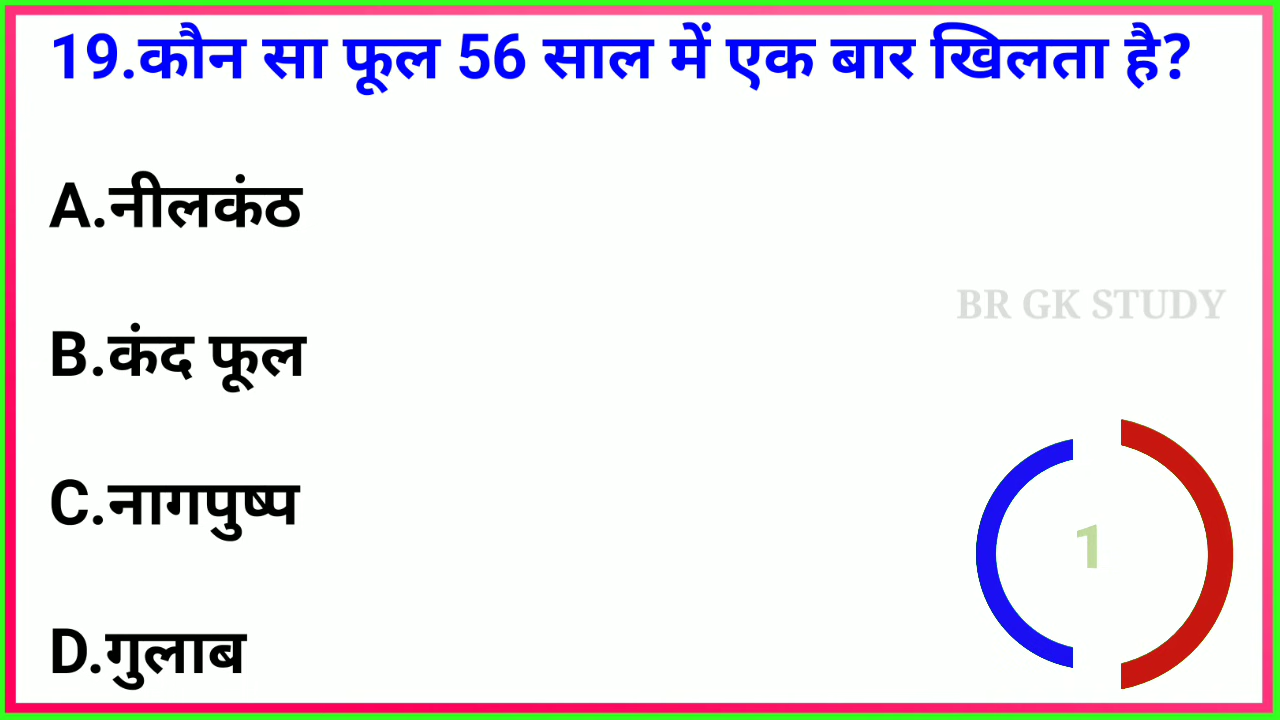 19.कौन सा फूल 56 साल में एक बार खिलता है?
A.नीलकंठ
B.कंद फूल
BR GK STUDY
C.नागपुष्प
1
D.गुलाब